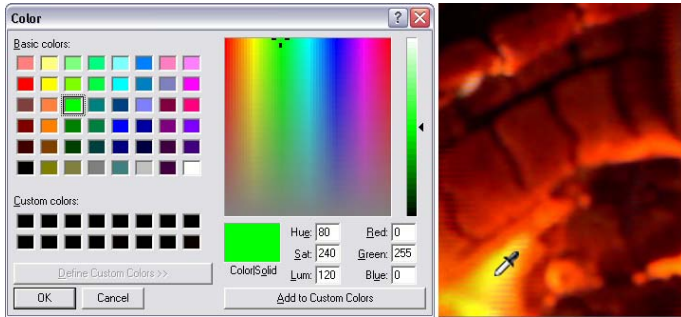 Color
Basic colors:
Custom colors:
Define Custom Colors >>
OK Cancel
Color|Solid
Hue: 80 Red: 0
Sat: 240 Green: 255
Lum: 120 Blue: 0
Add to Custom Colors